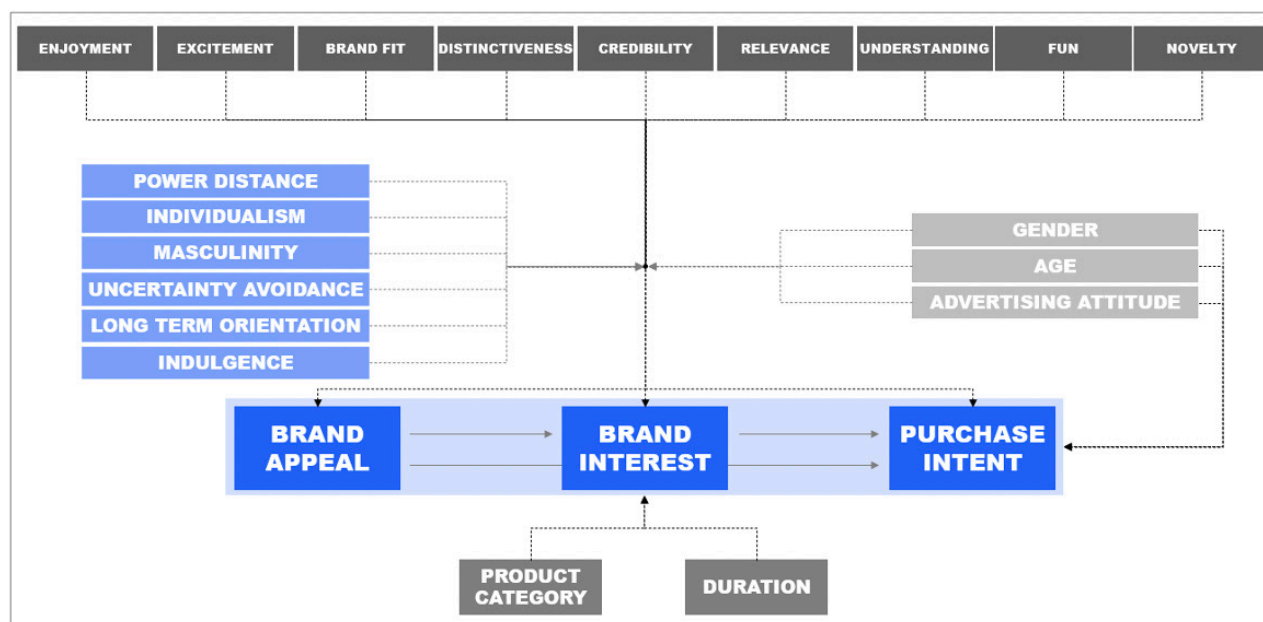 ENJOYMENT
EXCITEMENT
BRAND FIT
DISTINCTIVENESS
CREDIBILITY
RELEVANCE
UNDERSTANDING
FUN
NOVELTY
POWER DISTANCE
INDIVIDUALISM
MASCULINITY
UNCERTAINTY AVOIDANCE
LONG TERM ORIENTATION
INDULGENCE
GENDER
AGE
ADVERTISING ATTITUDE
BRAND
APPEAL
BRAND
INTEREST
PURCHASE
INTENT
PRODUCT
CATEGORY
DURATION